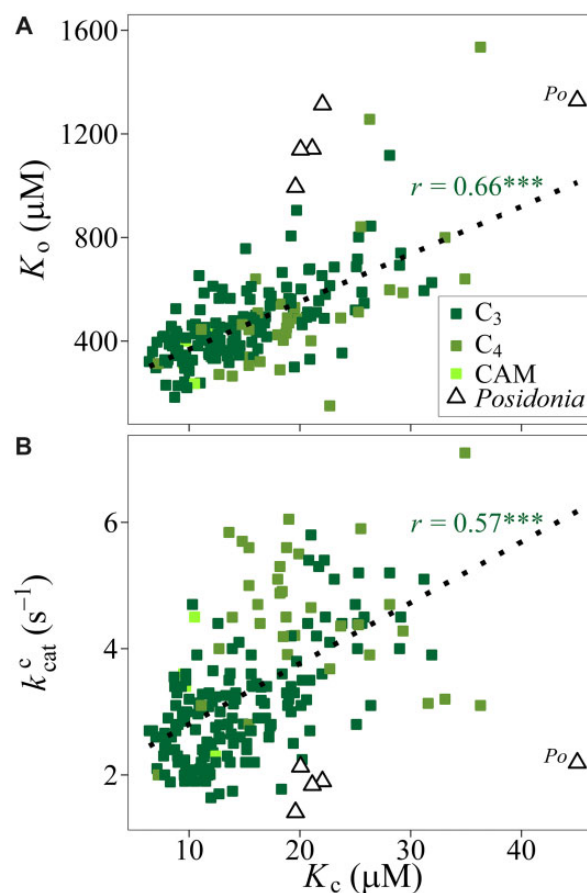 A
1600
1200
800
400
Kₒ (μM)
Po
r = 0.66***
C₃
C₄
CAM
Posidonia
B
6
4
2
kᶜcat (s⁻¹)
r = 0.57***
Po
10 20 30 40
Kc (μM)